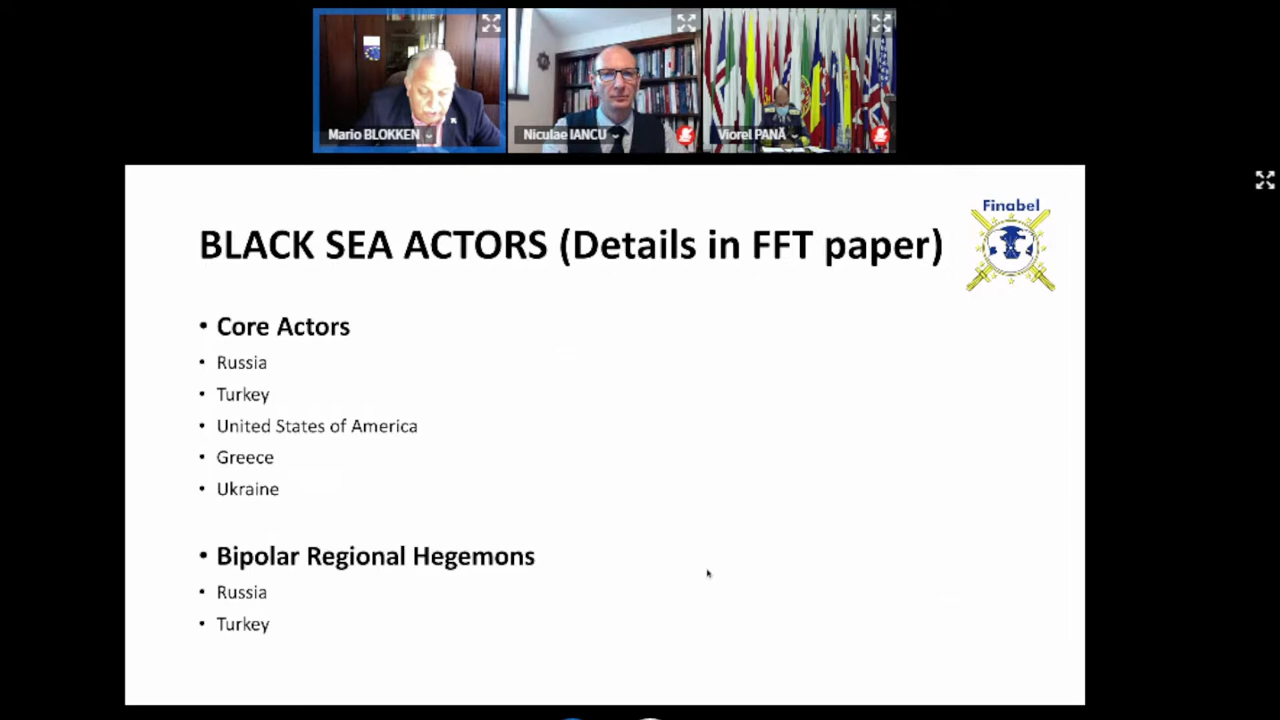 Mario BLOKKEN
Niculae IANCU
Viorel PANĂ
Finabel
BLACK SEA ACTORS (Details in FFT paper)
• Core Actors
• Russia
• Turkey
• United States of America
• Greece
• Ukraine
• Bipolar Regional Hegemons
• Russia
• Turkey